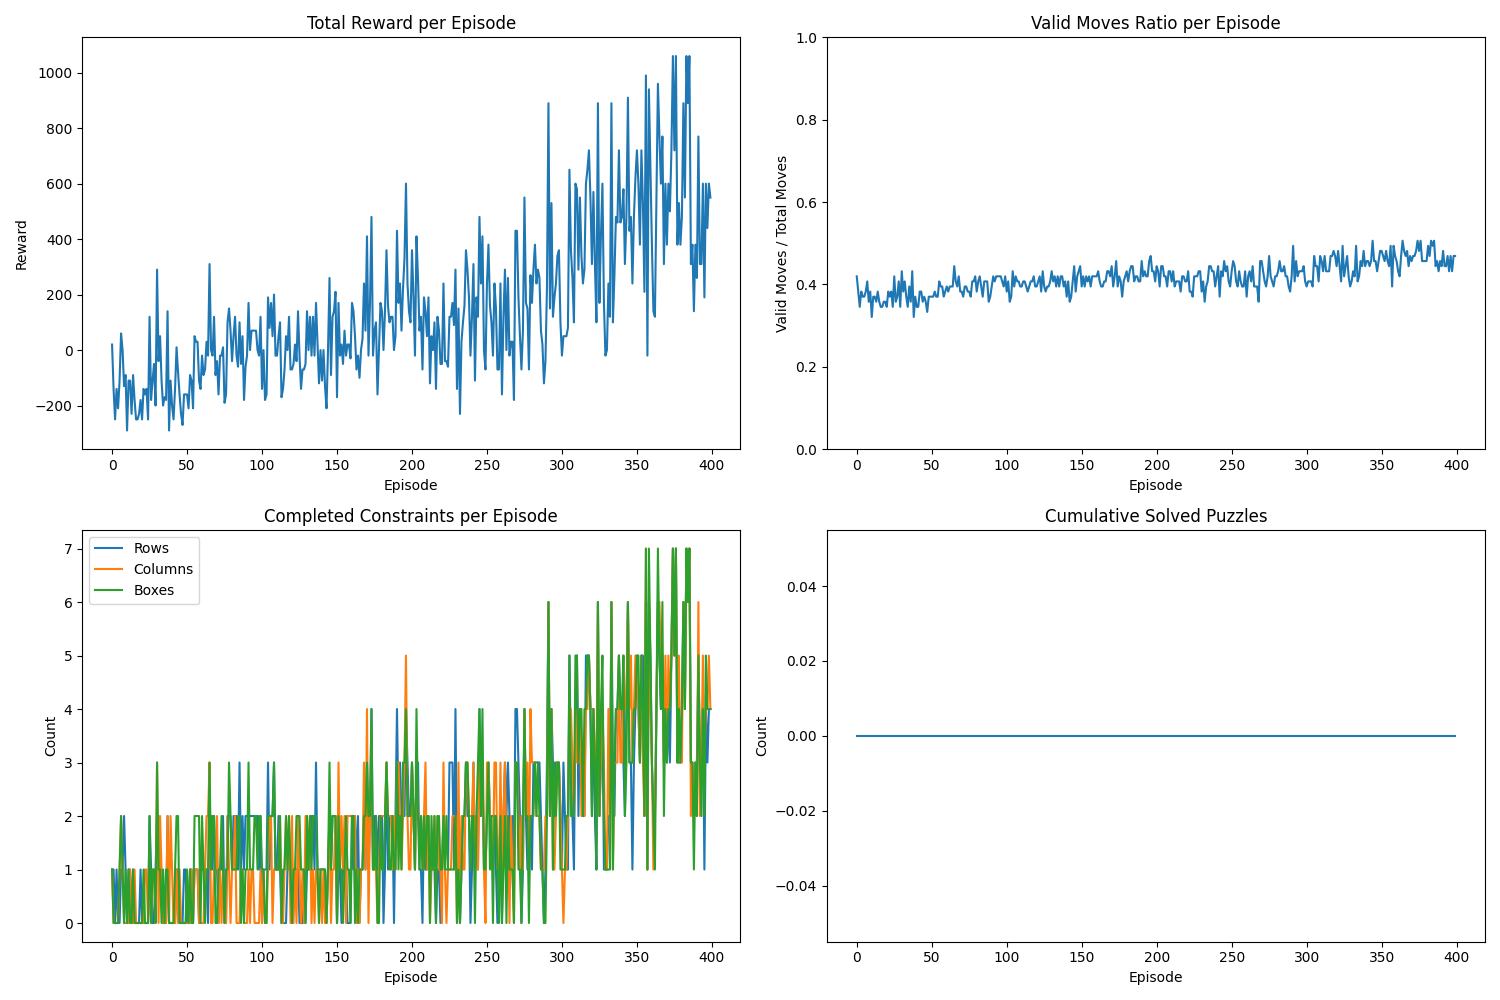 Total Reward per Episode
Reward
1000
800
600
400
200
0
−200
0 50 100 150 200 250 300 350 400
Episode
Valid Moves Ratio per Episode
Valid Moves / Total Moves
1.0
0.8
0.6
0.4
0.2
0.0
0 50 100 150 200 250 300 350 400
Episode
Completed Constraints per Episode
Count
7
6
5
4
3
2
1
0
Rows
Columns
Boxes
0 50 100 150 200 250 300 350 400
Episode
Cumulative Solved Puzzles
Count
0.04
0.02
0.00
−0.02
−0.04
0 50 100 150 200 250 300 350 400
Episode